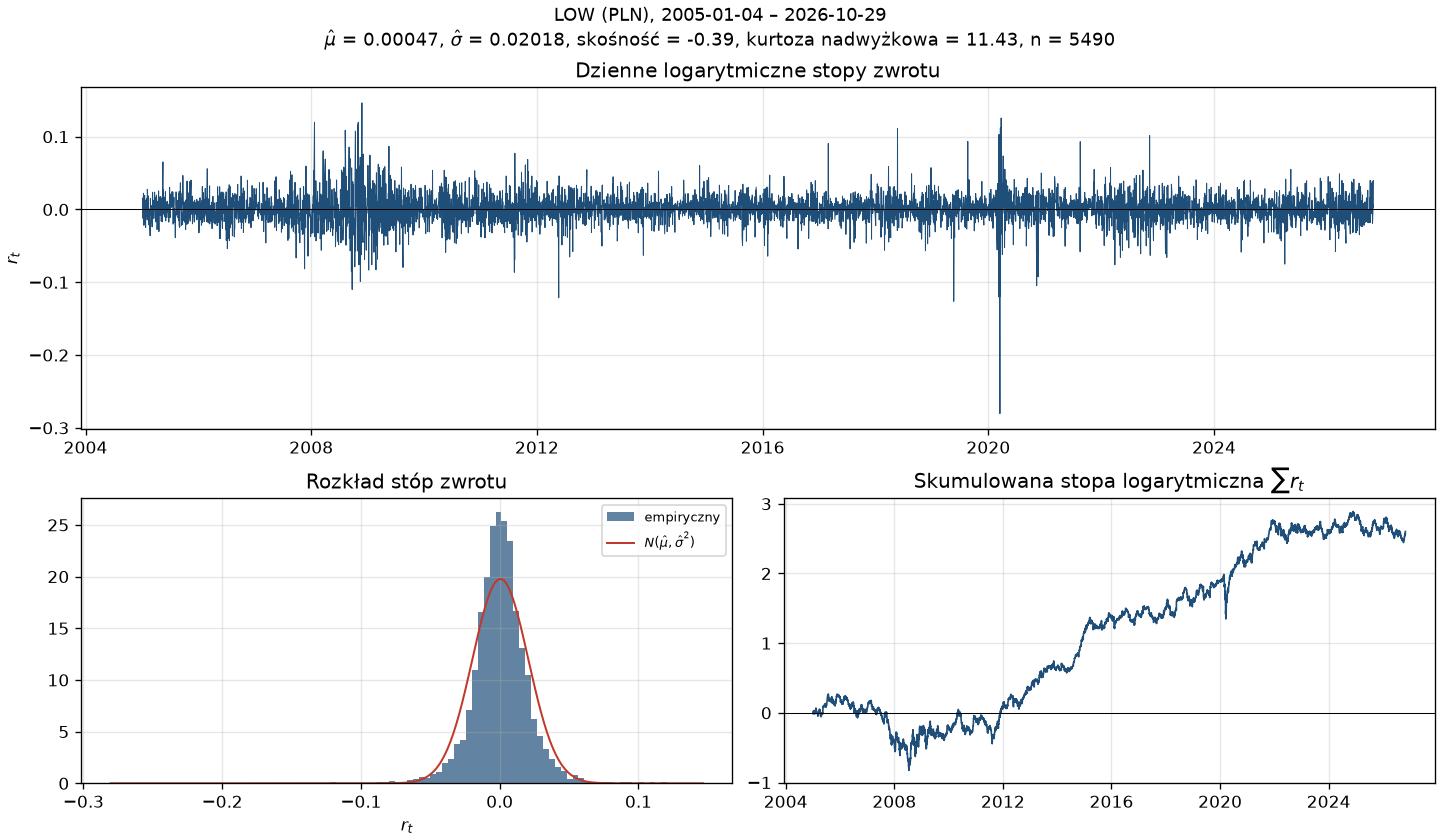 LOW (PLN), 2005-01-04 – 2026-10-29
μ̂ = 0.00047, σ̂ = 0.02018, skośność = -0.39, kurtoza nadwyżkowa = 11.43, n = 5490
Dzienne logarytmiczne stopy zwrotu
0.1
0.0
−0.1
−0.2
−0.3
r_t
2004 2008 2012 2016 2020 2024
Rozkład stóp zwrotu
empiryczny
N(μ̂, σ̂²)
25
20
15
10
5
0
−0.3 −0.2 −0.1 0.0 0.1
r_t
Skumulowana stopa logarytmiczna ∑r_t
3
2
1
0
−1
2004 2008 2012 2016 2020 2024